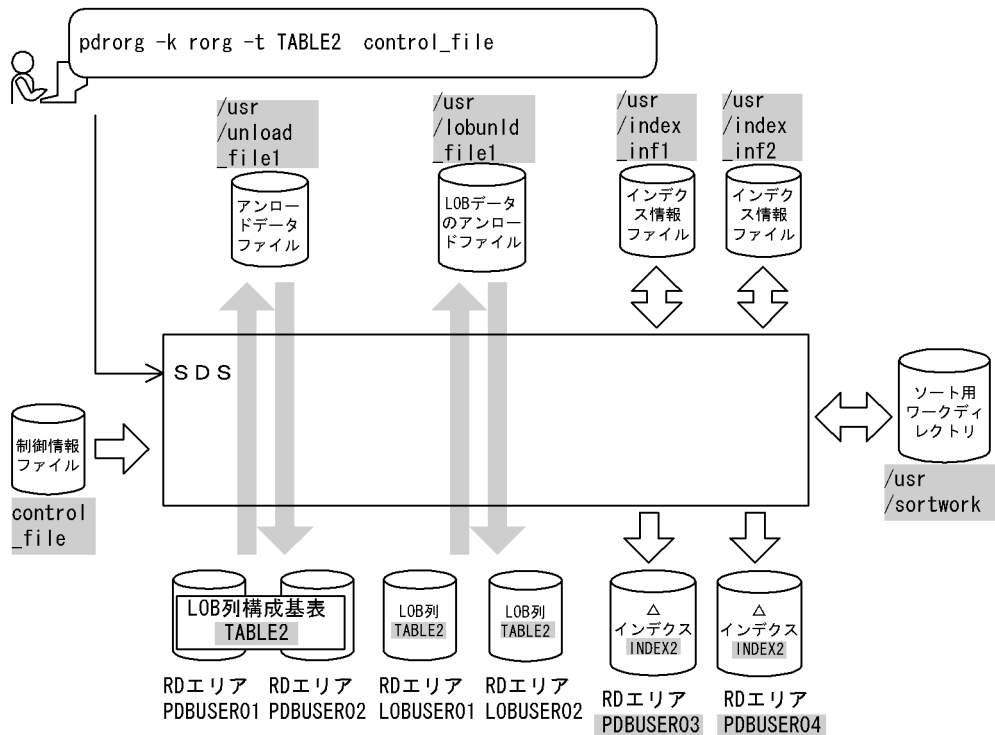 pdrorg -k rorg -t TABLE2 control_file
/usr
/unload
_file1
/usr
/lobunld
_file1
/usr
/index
_inf1
/usr
/index
_inf2
アンロー
ドデータ
ファイル
LOBデータ
のアンロー
ドファイル
インデク
ス情報
ファイル
インデク
ス情報
ファイル
SDS
ソート用
ワークディ
レクトリ
/usr
/sortwork
制御情報
ファイル
control
_file
LOB列構成基表
TABLE2
LOB列
TABLE2
LOB列
TABLE2
△
インデクス
INDEX2
△
インデクス
INDEX2
RDエリア
PDBUSER01
RDエリア
PDBUSER02
RDエリア
LOBUSER01
RDエリア
LOBUSER02
RDエリア
PDBUSER03
RDエリア
PDBUSER04